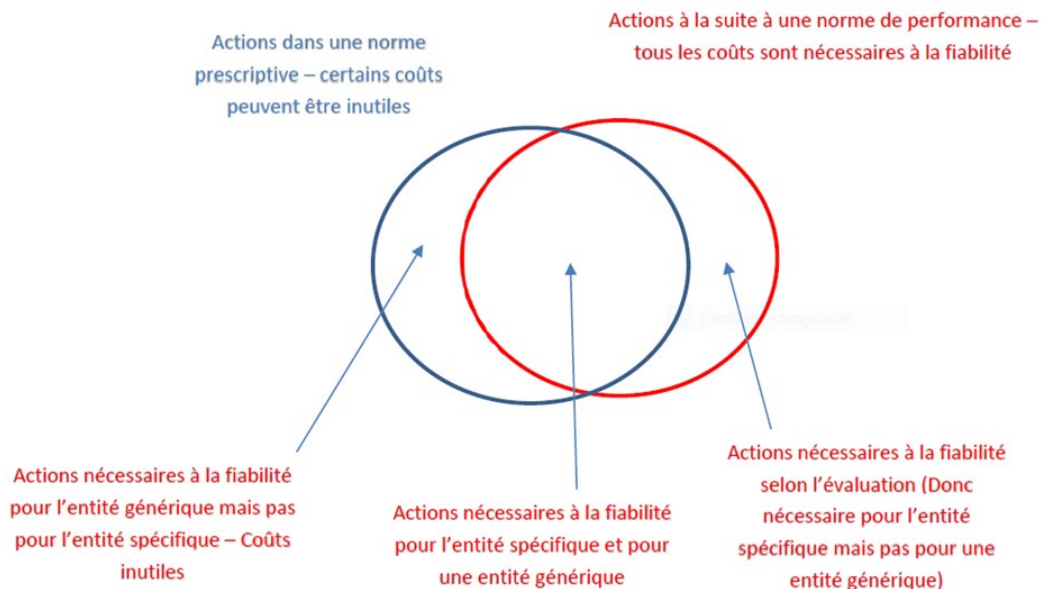 Actions à la suite à une norme de performance –
tous les coûts sont nécessaires à la fiabilité
Actions dans une norme
prescriptive – certains coûts
peuvent être inutiles
Actions nécessaires à la fiabilité
pour l’entité générique mais pas
pour l’entité spécifique – Coûts
inutiles
Actions nécessaires à la fiabilité
pour l’entité spécifique et pour
une entité générique
Actions nécessaires à la fiabilité
selon l’évaluation (Donc
nécessaire pour l’entité
spécifique mais pas pour une
entité générique)